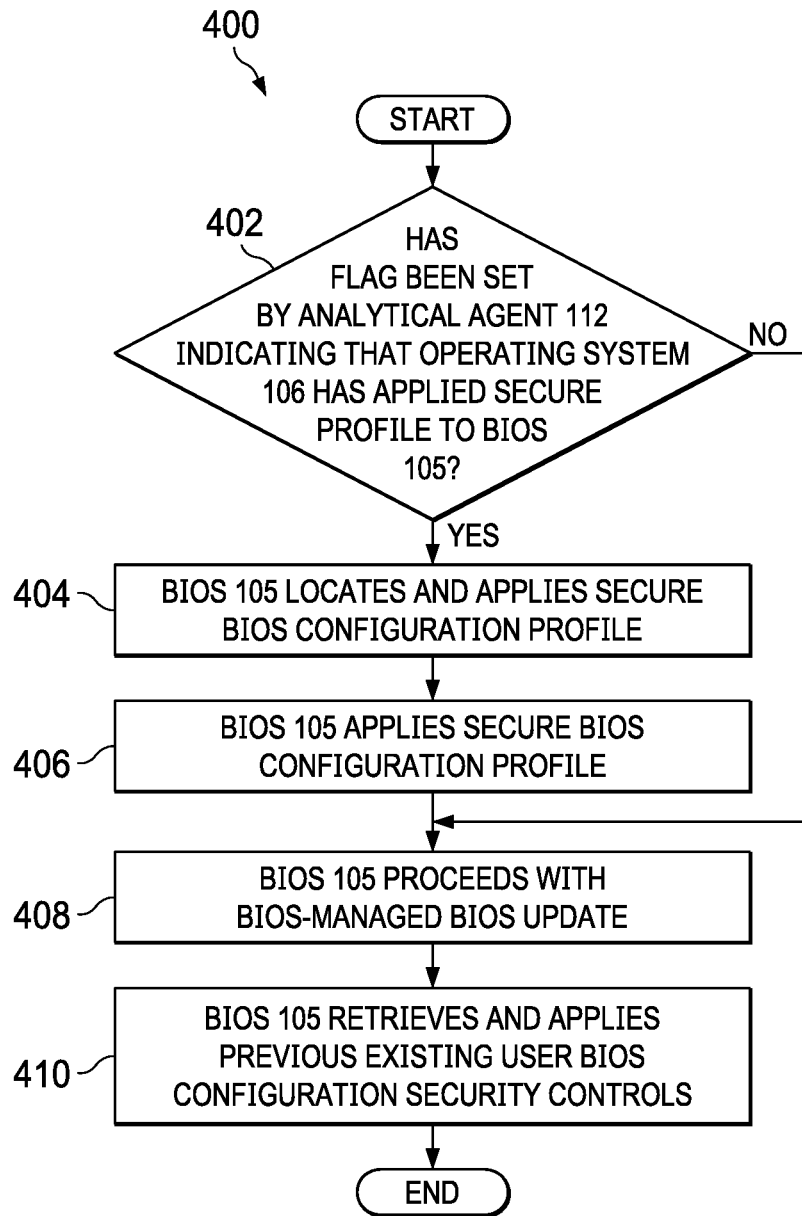 400
START
402
HAS
FLAG BEEN SET
BY ANALYTICAL AGENT 112
INDICATING THAT OPERATING SYSTEM
106 HAS APPLIED SECURE
PROFILE TO BIOS
105?
NO
YES
404
BIOS 105 LOCATES AND APPLIES SECURE
BIOS CONFIGURATION PROFILE
406
BIOS 105 APPLIES SECURE BIOS
CONFIGURATION PROFILE
408
BIOS 105 PROCEEDS WITH
BIOS-MANAGED BIOS UPDATE
410
BIOS 105 RETRIEVES AND APPLIES
PREVIOUS EXISTING USER BIOS
CONFIGURATION SECURITY CONTROLS
END